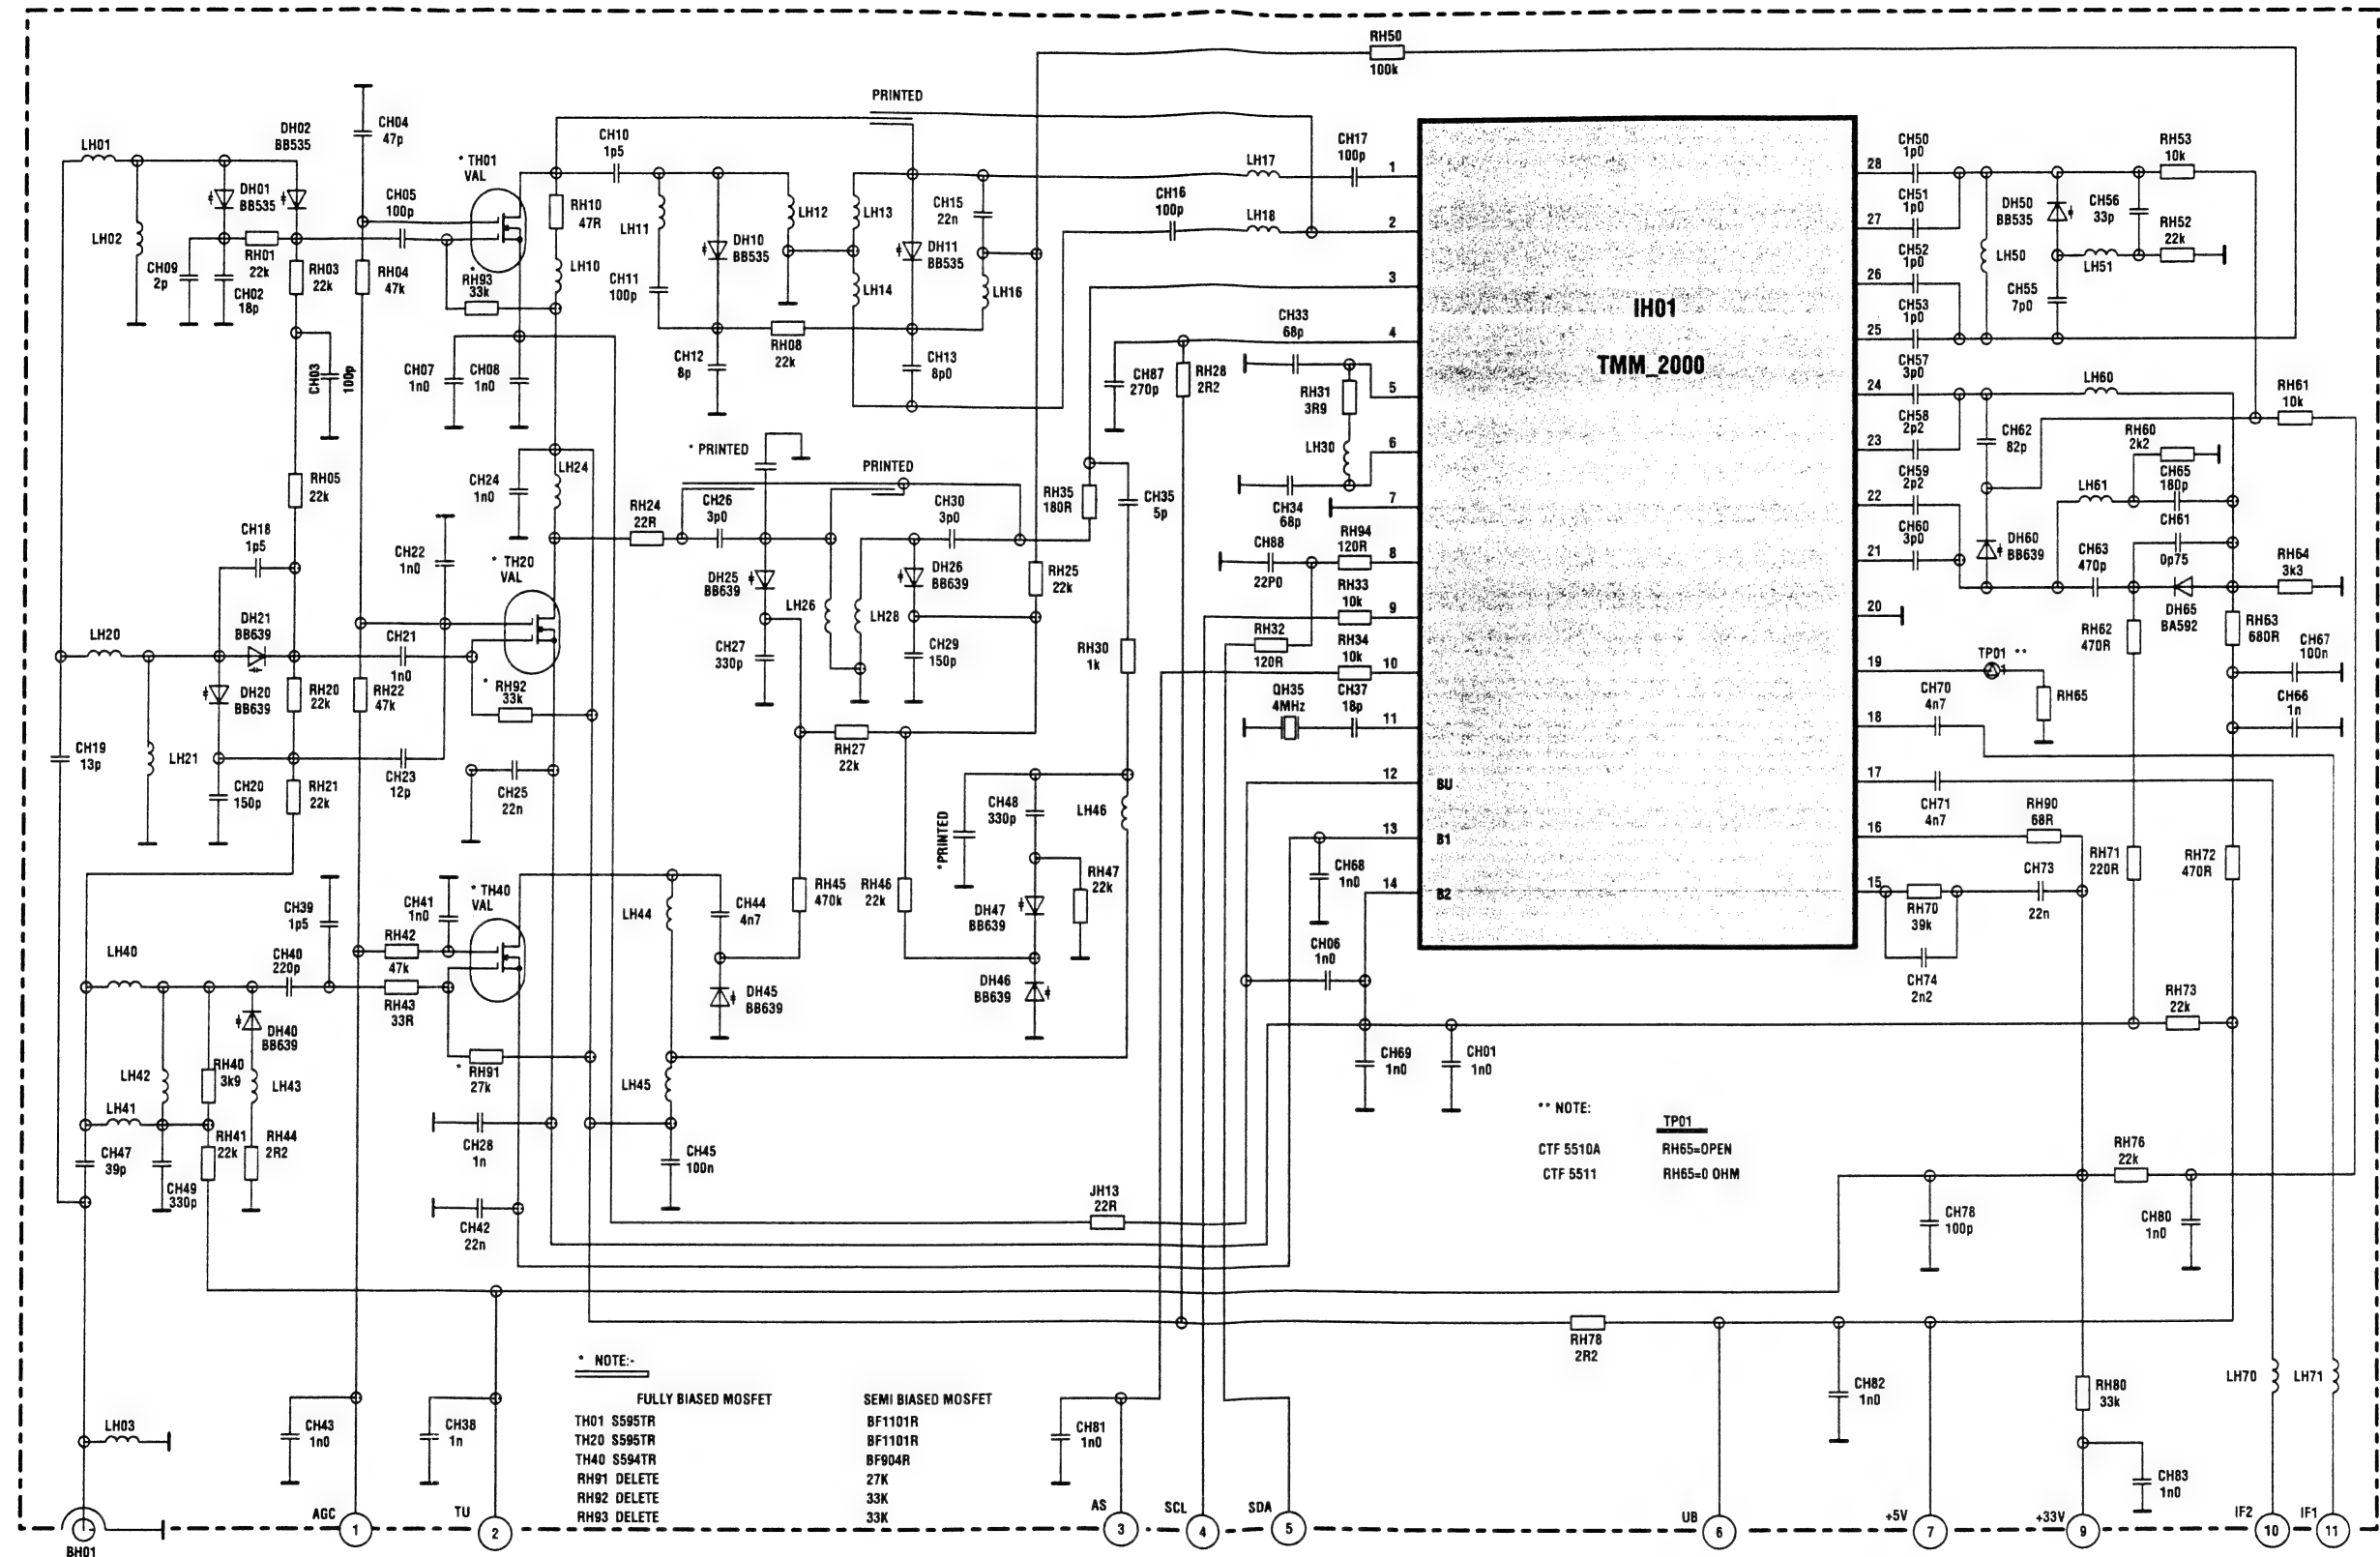 RH50
100k
PRINTED
LH01
DH02
BB535
CH04
47p
* TH01
VAL
CH10
1p5
CH17
100p
1
28
CH50
1p0
RH53
10k
DH01
BB535
CH05
100p
LH17
CH16
100p
LH02
RH10
47R
LH11
LH12
LH13
CH15
22n
LH18
2
27
CH51
1p0
DH50
BB535
CH56
33p
RH52
22k
CH09
2p
RH01
22k
CH02
18p
RH03
22k
RH04
47k
*
RH93
33k
LH10
CH11
100p
DH10
BB535
DH11
BB535
LH14
LH16
3
26
CH52
1p0
LH50
LH51
CH55
7p0
IH01
TMM_2000
CH03
100p
CH07
1n0
CH08
1n0
CH12
8p
RH08
22k
CH13
8p0
CH87
270p
RH28
2R2
CH33
68p
4
25
CH53
1p0
RH31
3R9
5
24
CH57
3p0
LH60
RH61
10k
LH30
6
23
CH58
2p2
CH62
82p
RH60
2k2
* PRINTED
PRINTED
RH05
22k
CH24
1n0
LH24
RH24
22R
CH26
3p0
CH30
3p0
RH35
180R
CH35
5p
CH34
68p
7
22
CH59
2p2
LH61
CH65
180p
CH61
0p75
CH18
1p5
CH22
1n0
* TH20
VAL
DH25
BB639
DH26
BB639
RH25
22k
CH88
22P0
RH94
120R
8
21
CH60
3p0
DH60
BB639
CH63
470p
DH65
BA592
RH64
3k3
LH20
DH21
BB639
CH21
1n0
LH26
LH28
CH27
330p
CH29
150p
RH30
1k
RH33
10k
9
20
RH32
120R
RH34
10k
10
19
TP01 **
RH62
470R
RH63
680R
CH67
100n
DH20
BB639
RH20
22k
RH22
47k
*
RH92
33k
QH35
4MHz
CH37
18p
11
18
CH70
4n7
RH65
CH66
1n
CH19
13p
LH21
CH20
150p
RH21
22k
CH23
12p
CH25
22n
RH27
22k
12
BU
17
CH71
4n7
*PRINTED
CH48
330p
LH46
13
B1
16
RH90
68R
CH68
1n0
14
B2
15
RH70
39k
CH73
22n
RH71
220R
RH72
470R
CH74
2n2
CH39
1p5
CH41
1n0
* TH40
VAL
LH44
CH44
4n7
RH45
470k
RH46
22k
DH47
BB639
RH47
22k
LH40
CH40
220p
RH42
47k
RH43
33R
DH45
BB639
DH46
BB639
CH06
1n0
RH73
22k
DH40
BB639
LH42
RH40
3k9
LH43
LH41
RH41
22k
RH44
2R2
*
RH91
27k
LH45
CH69
1n0
CH01
1n0
CH47
39p
CH49
330p
CH28
1n
CH45
100n
CH42
22n
JH13
22R
** NOTE:
TP01
CTF 5510A RH65=OPEN
CTF 5511 RH65=0 OHM
RH76
22k
CH78
100p
CH80
1n0
RH78
2R2
CH82
1n0
RH80
33k
CH83
1n0
LH70
LH71
LH03
CH43
1n0
CH38
1n
CH81
1n0
* NOTE:-
FULLY BIASED MOSFET SEMI BIASED MOSFET
TH01 S595TR BF1101R
TH20 S595TR BF1101R
TH40 S594TR BF904R
RH91 DELETE 27K
RH92 DELETE 33K
RH93 DELETE 33K
BH01
AGC
1
TU
2
AS
3
SCL
4
SDA
5
UB
6
+5V
7
+33V
9
IF2
10
IF1
11